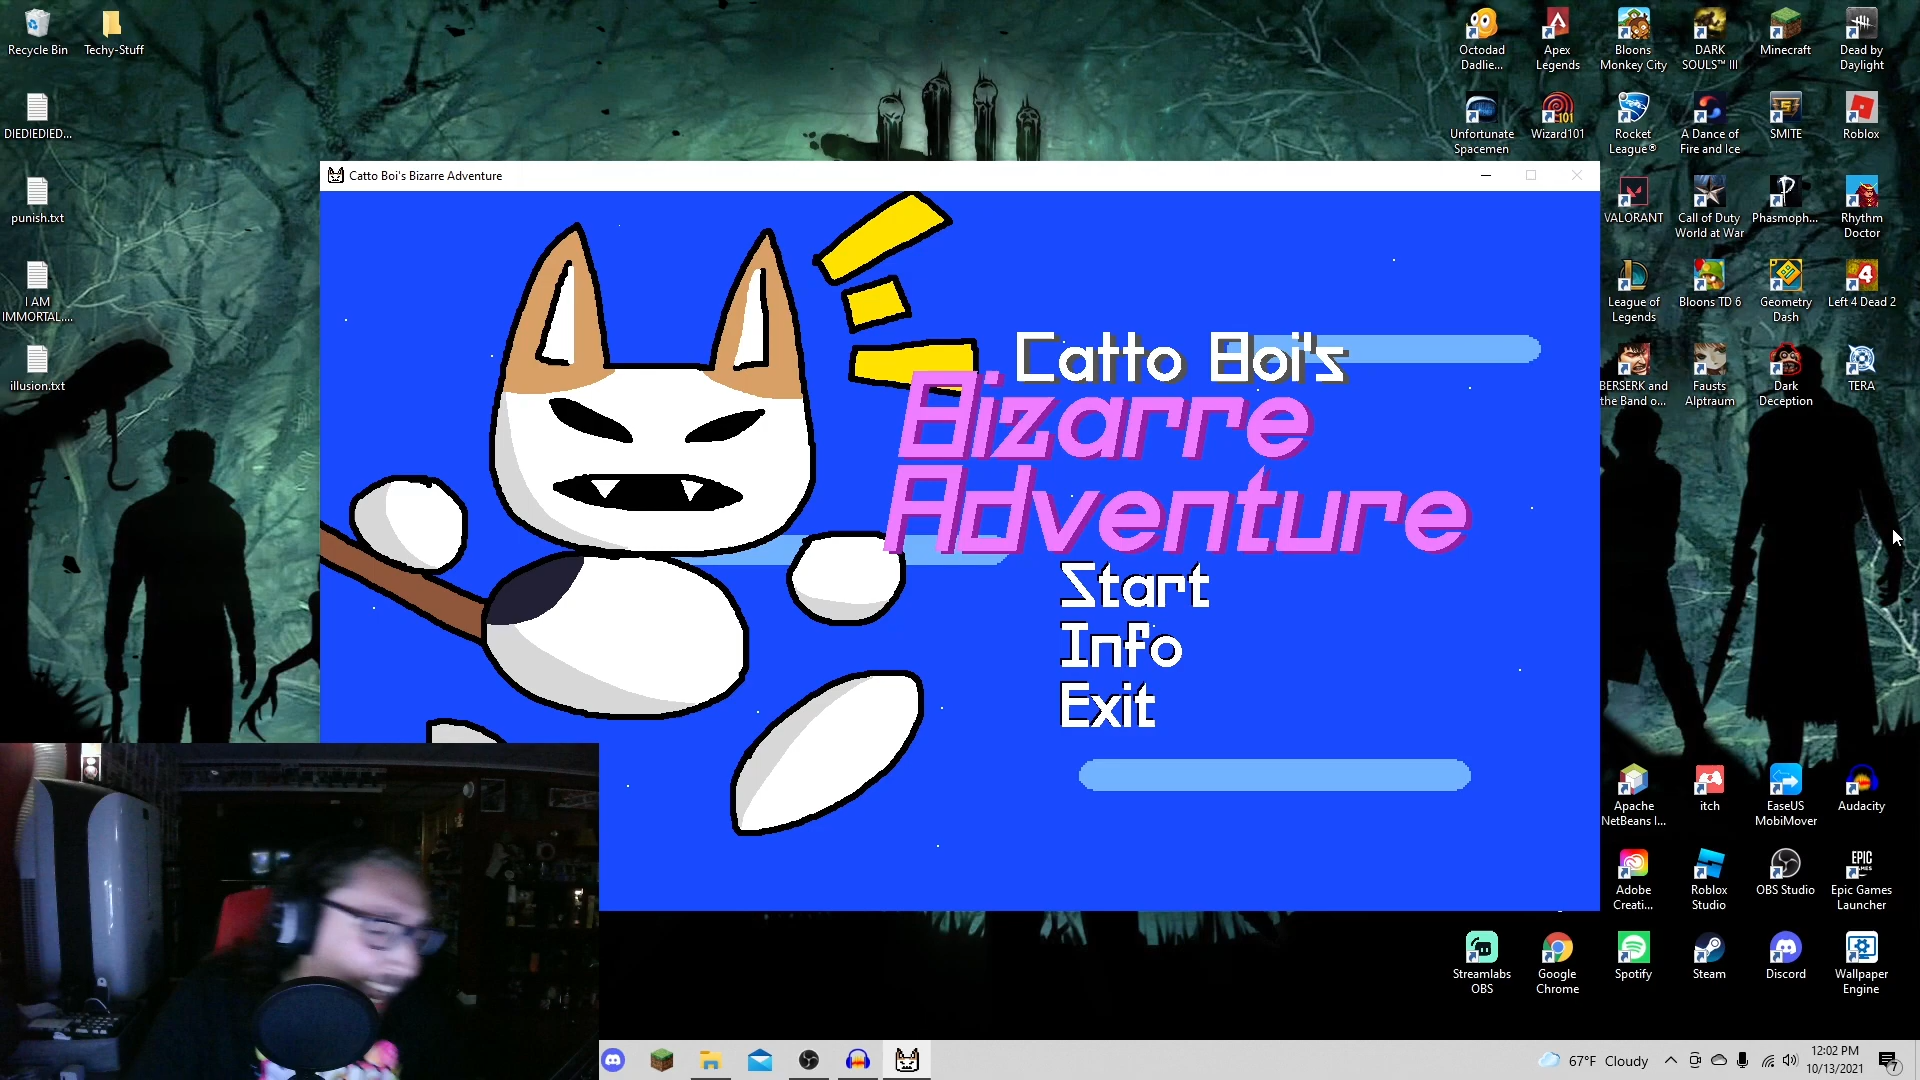 Recycle Bin
Techy-Stuff
DIEDIEDIED...
punish.txt
I AM
IMMORTAL....
illusion.txt
Octodad
Dadlie...
Apex
Legends
Bloons
Monkey City
DARK
SOULS™ III
Minecraft
Dead by
Daylight
Unfortunate
Spacemen
Wizard101
Rocket
League®
A Dance of
Fire and Ice
SMITE
Roblox
VALORANT
Call of Duty
World at War
Phasmoph...
Rhythm
Doctor
League of
Legends
Bloons TD 6
Geometry
Dash
Left 4 Dead 2
BERSERK and
the Band o...
Fausts
Alptraum
Dark
Deception
TERA
Catto Boi's Bizarre Adventure
Catto Boi's
Bizarre
Adventure
Start
Info
Exit
Apache
NetBeans I...
itch
EaseUS
MobiMover
Audacity
Adobe
Creati...
Roblox
Studio
OBS Studio
Epic Games
Launcher
Streamlabs
OBS
Google
Chrome
Spotify
Steam
Discord
Wallpaper
Engine
67°F Cloudy
12:02 PM
10/13/2021
7